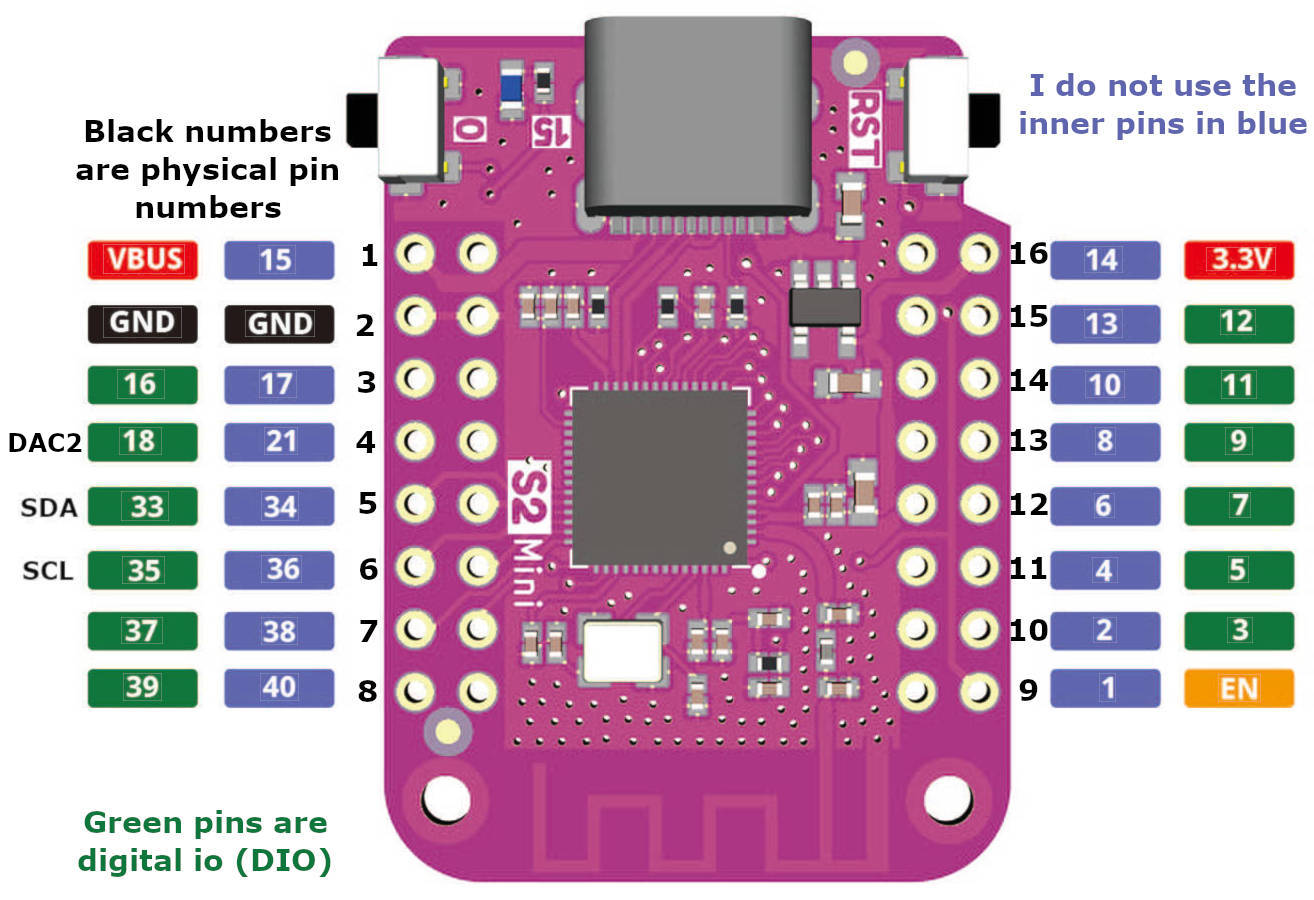 I do not use the
inner pins in blue
Black numbers
are physical pin
numbers
0
15
RST
VBUS 15 1
16 14 3.3V
GND GND 2
15 13 12
16 17 3
14 10 11
DAC2 18 21 4
13 8 9
SDA 33 34 5
12 6 7
SCL 35 36 6
11 4 5
37 38 7
10 2 3
39 40 8
9 1 EN
S2
Mini
Green pins are
digital io (DIO)